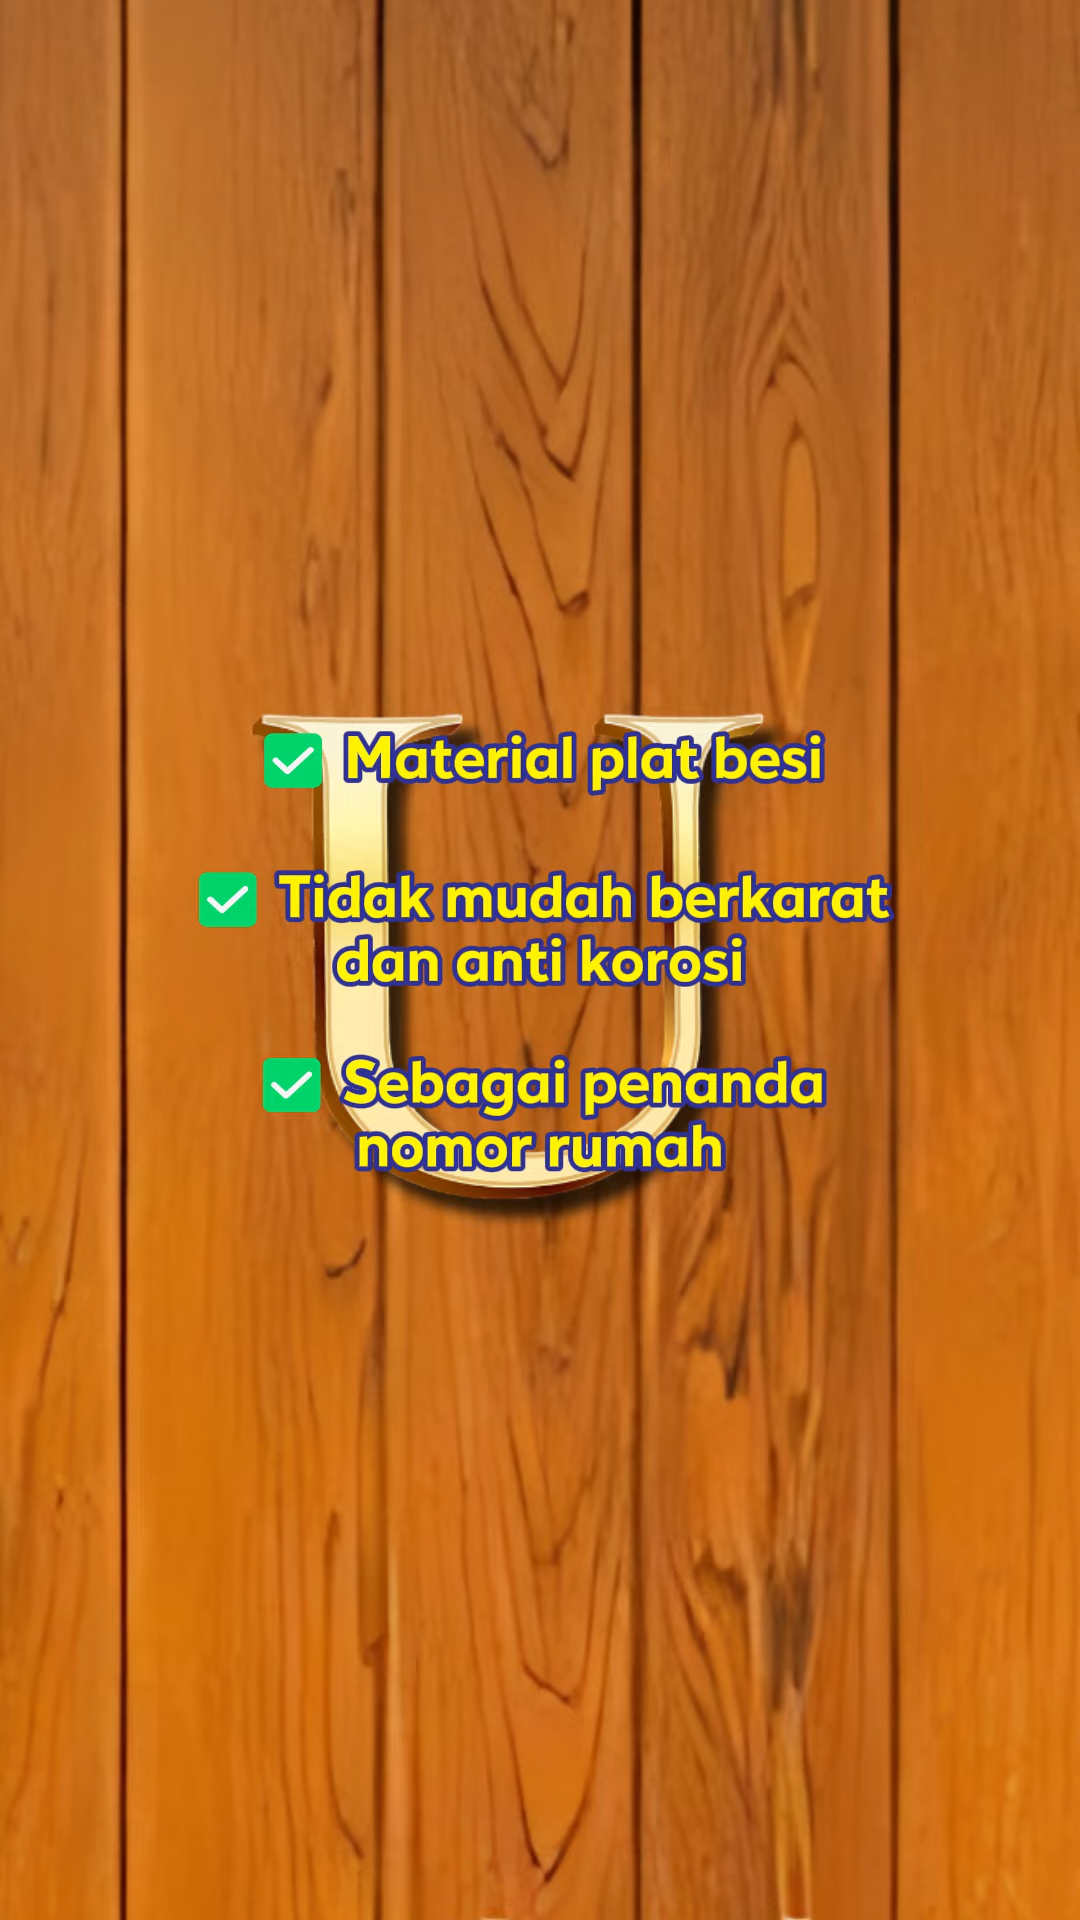 U
✅ Material plat besi
✅ Tidak mudah berkarat
dan anti korosi
✅ Sebagai penanda
nomor rumah